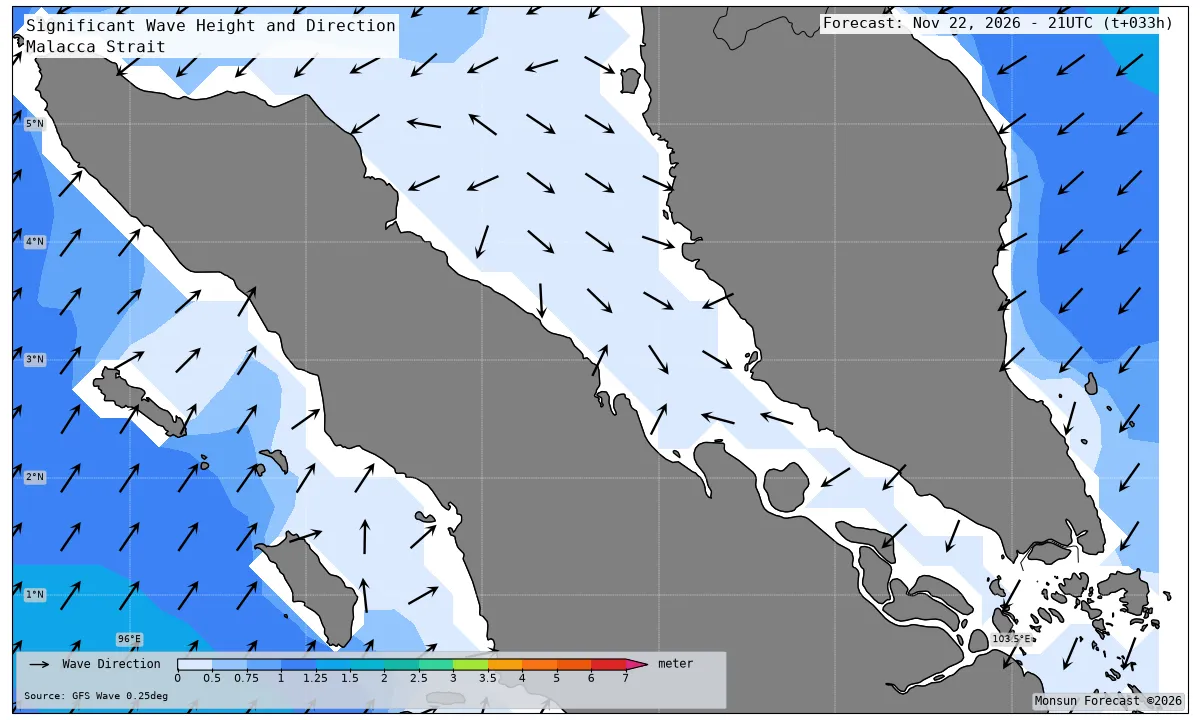 Significant Wave Height and Direction
Malacca Strait
Forecast: Nov 22, 2026 - 21UTC (t+033h)
5°N
4°N
3°N
2°N
1°N
96°E
103.5°E
Wave Direction
meter
0 0.5 0.75 1 1.25 1.5 2 2.5 3 3.5 4 5 6 7
Source: GFS Wave 0.25deg
Monsun Forecast ©2026